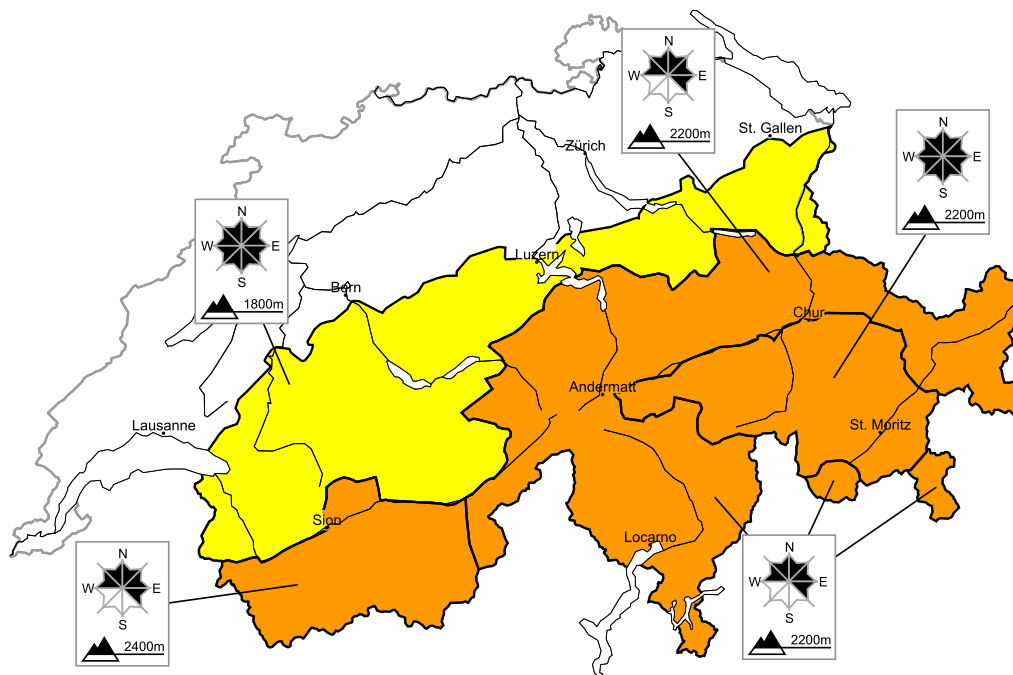 N
W E
S
2200m
St. Gallen
Zürich
N
W E
S
2200m
N
W E
S
1800m
Luzern
Bern
Chur
Andermatt
Lausanne
St. Moritz
Sion
Locarno
N
W E
S
2400m
N
W E
S
2200m